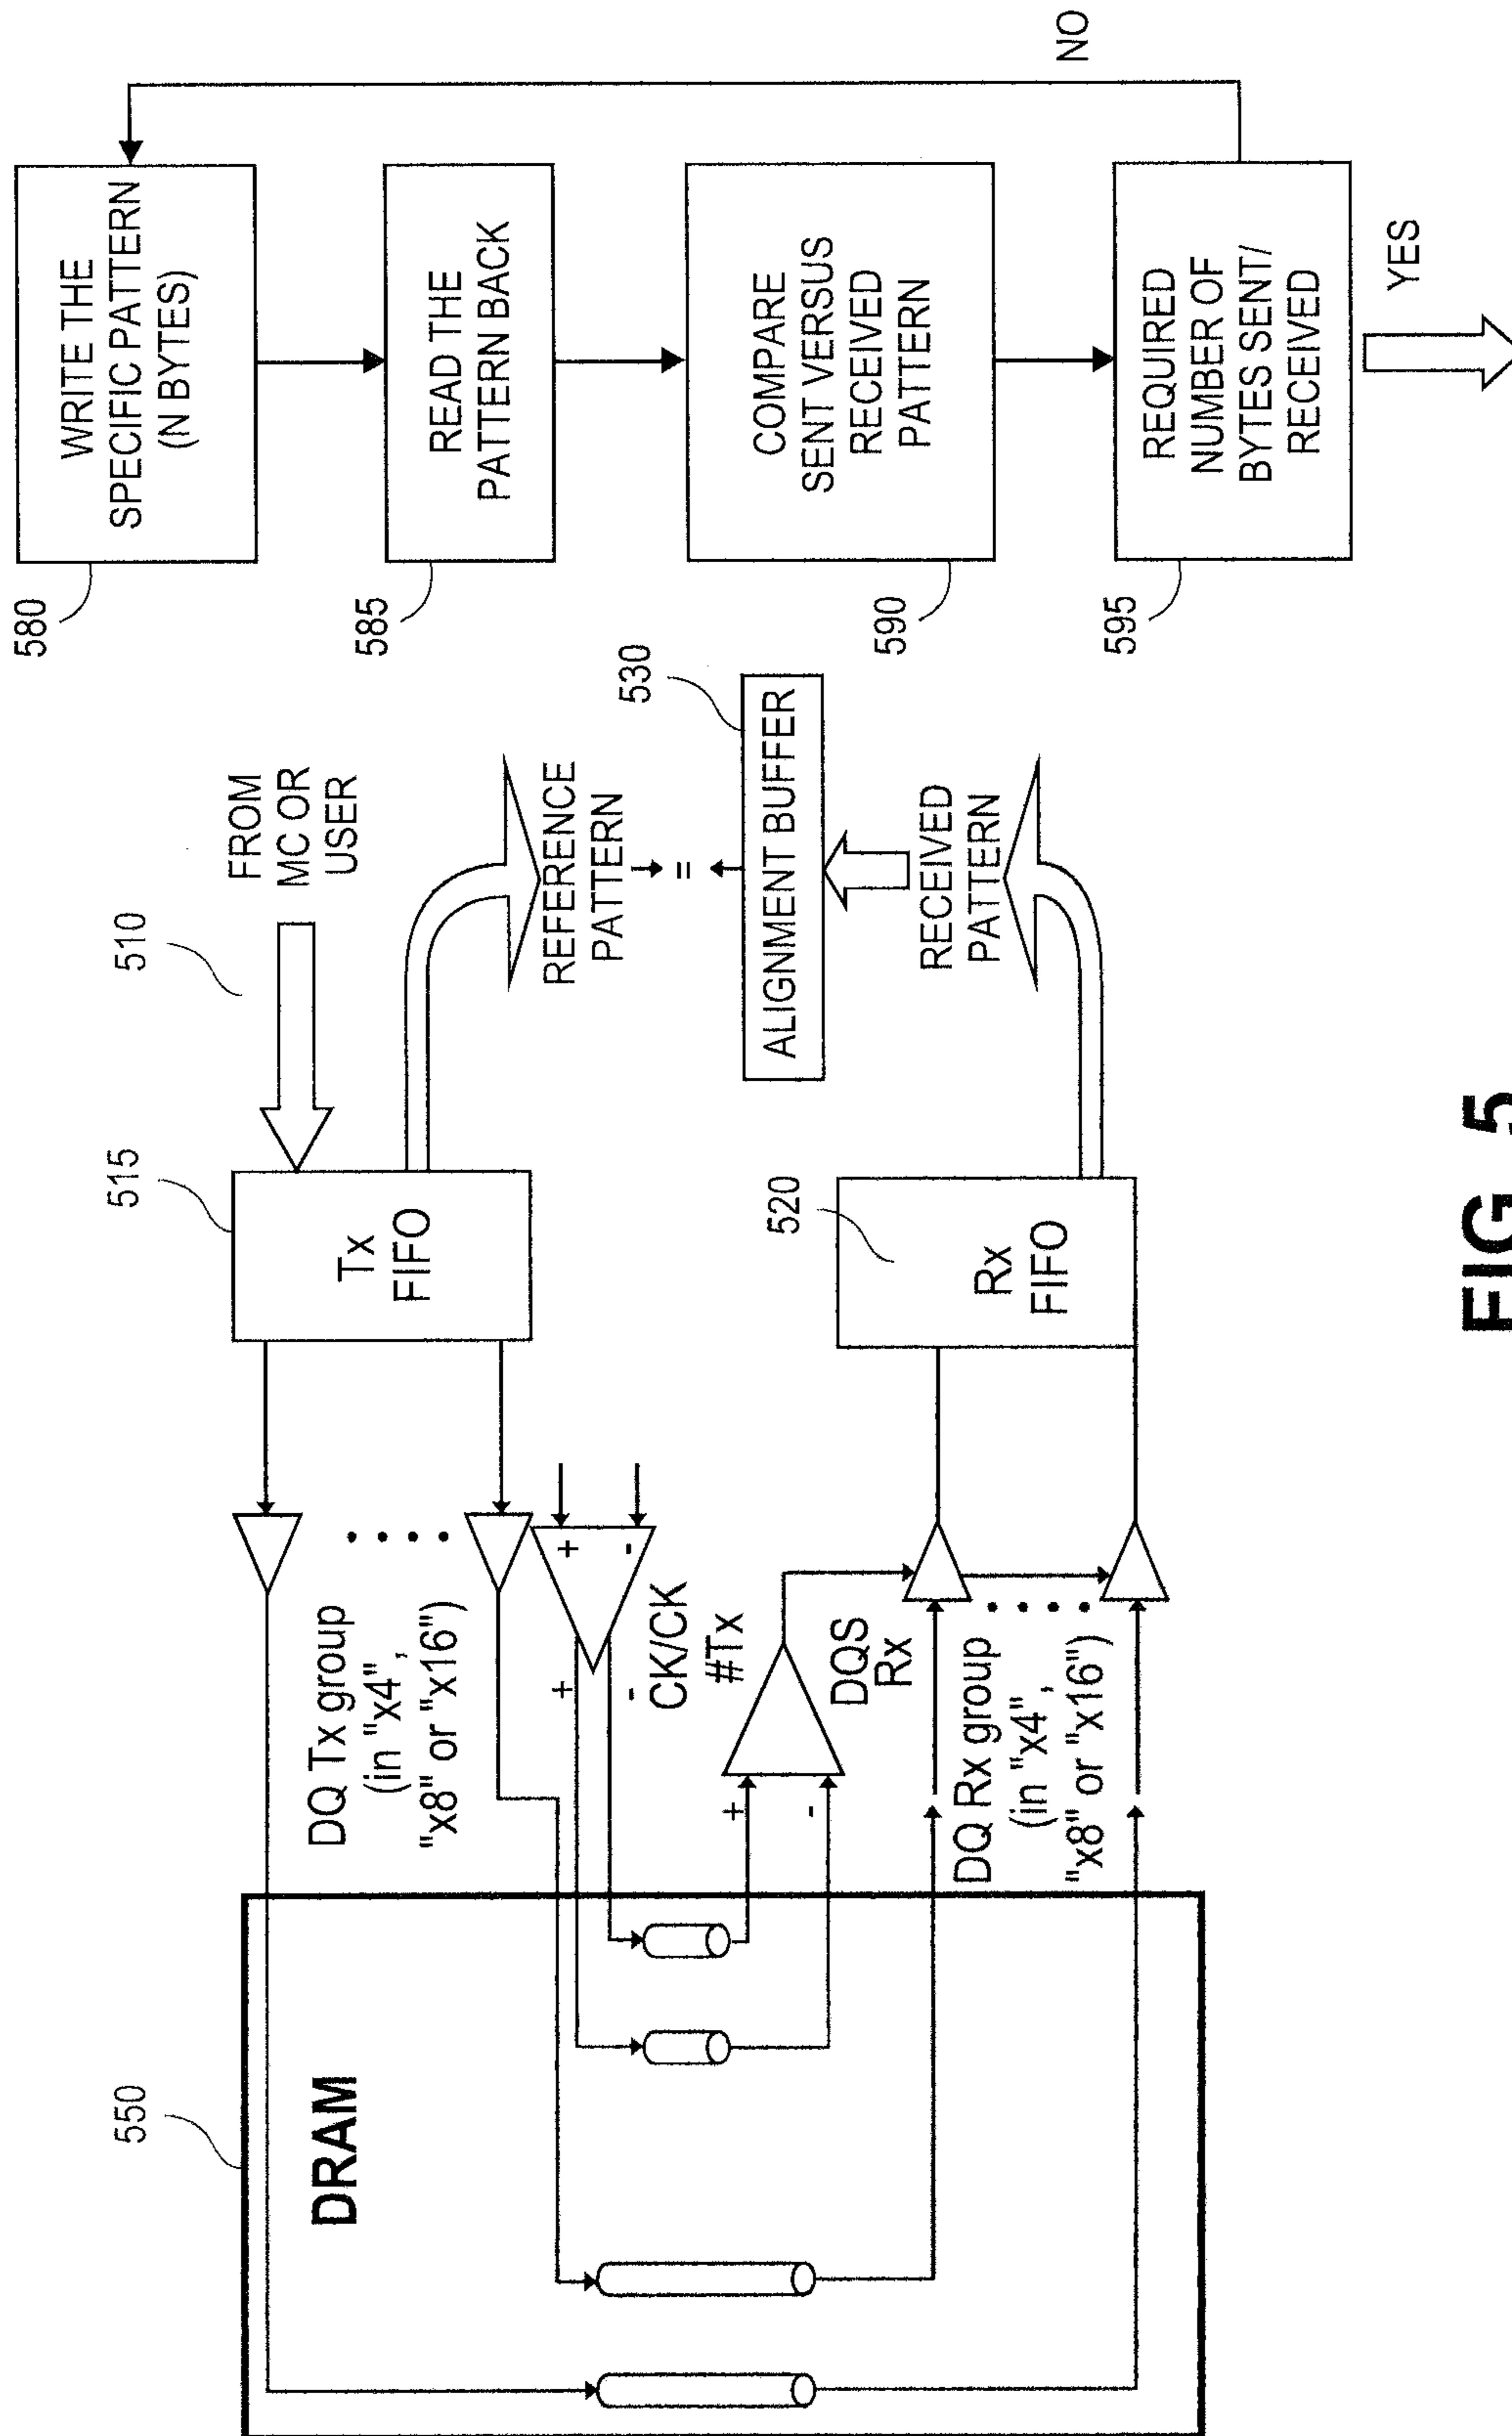 580
WRITE THE
SPECIFIC PATTERN
(N BYTES)
585
READ THE
PATTERN BACK
590
COMPARE
SENT VERSUS
RECEIVED
PATTERN
595
REQUIRED
NUMBER OF
BYTES SENT/
RECEIVED
NO
YES
510
FROM
MC OR
USER
515
Tx
FIFO
REFERENCE
PATTERN
=
530
ALIGNMENT BUFFER
RECEIVED
PATTERN
520
Rx
FIFO
DQ Tx group
(in "x4" ,
"x8" or "x16")
+
-
+
-
CK/CK
#Tx
+
-
DQS
Rx
DQ Rx group
(in "x4" ,
"x8" or "x16")
550
DRAM
FIG. 5